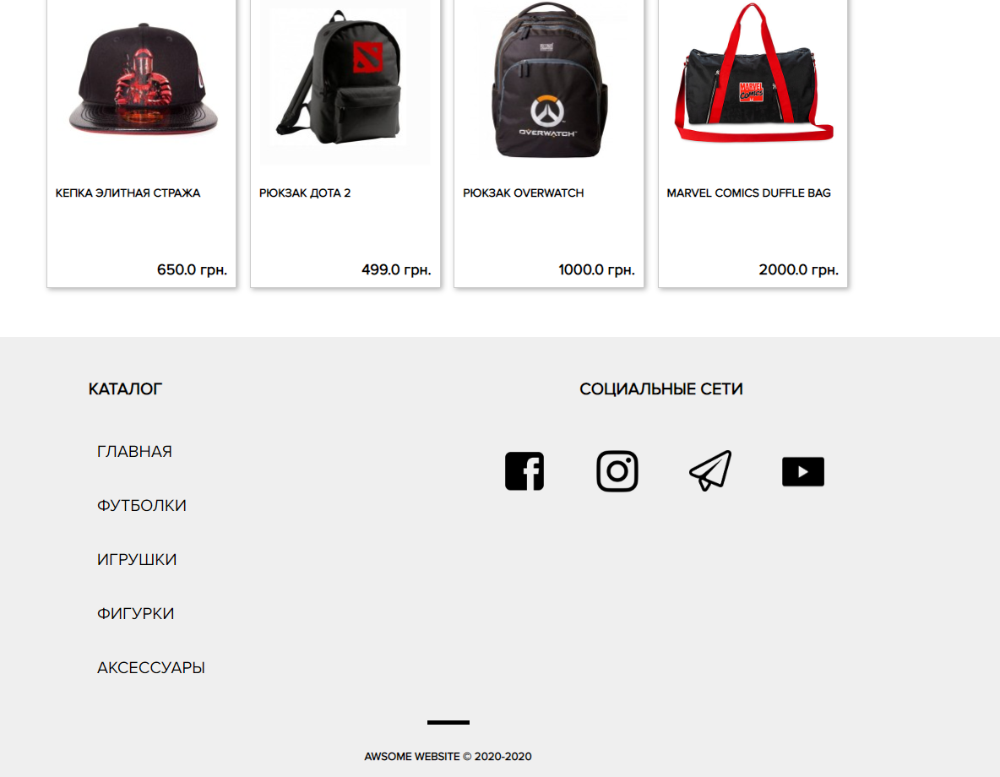 OVERWATCH
MARVEL
COMICS
КЕПКА ЭЛИТНАЯ СТРАЖА
РЮКЗАК ДОТА 2
РЮКЗАК OVERWATCH
MARVEL COMICS DUFFLE BAG
650.0 грн.
499.0 грн.
1000.0 грн.
2000.0 грн.
КАТАЛОГ
СОЦИАЛЬНЫЕ СЕТИ
ГЛАВНАЯ
ФУТБОЛКИ
ИГРУШКИ
ФИГУРКИ
АКСЕССУАРЫ
AWSOME WEBSITE © 2020-2020